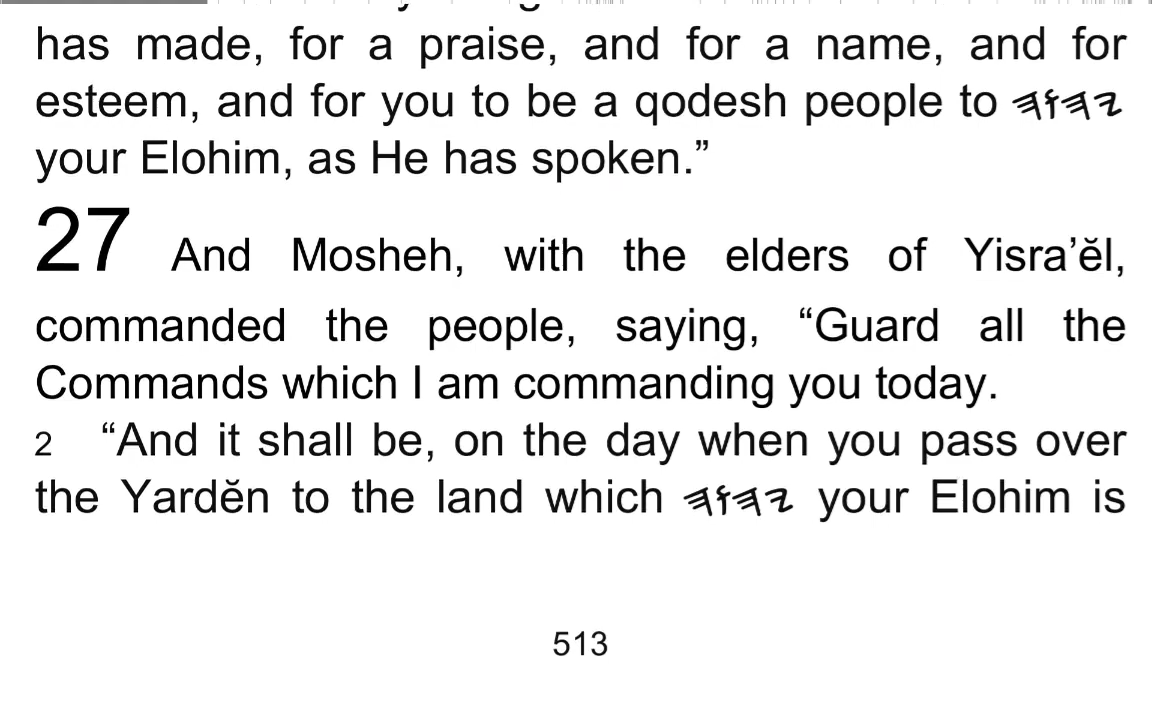 has made, for a praise, and for a name, and for
esteem, and for you to be a qodesh people to 𐤉𐤄𐤅𐤄
your Elohim, as He has spoken.”
27 And Mosheh, with the elders of Yisra’ĕl,
commanded the people, saying, “Guard all the
Commands which I am commanding you today.
2 “And it shall be, on the day when you pass over
the Yardĕn to the land which 𐤉𐤄𐤅𐤄 your Elohim is
513